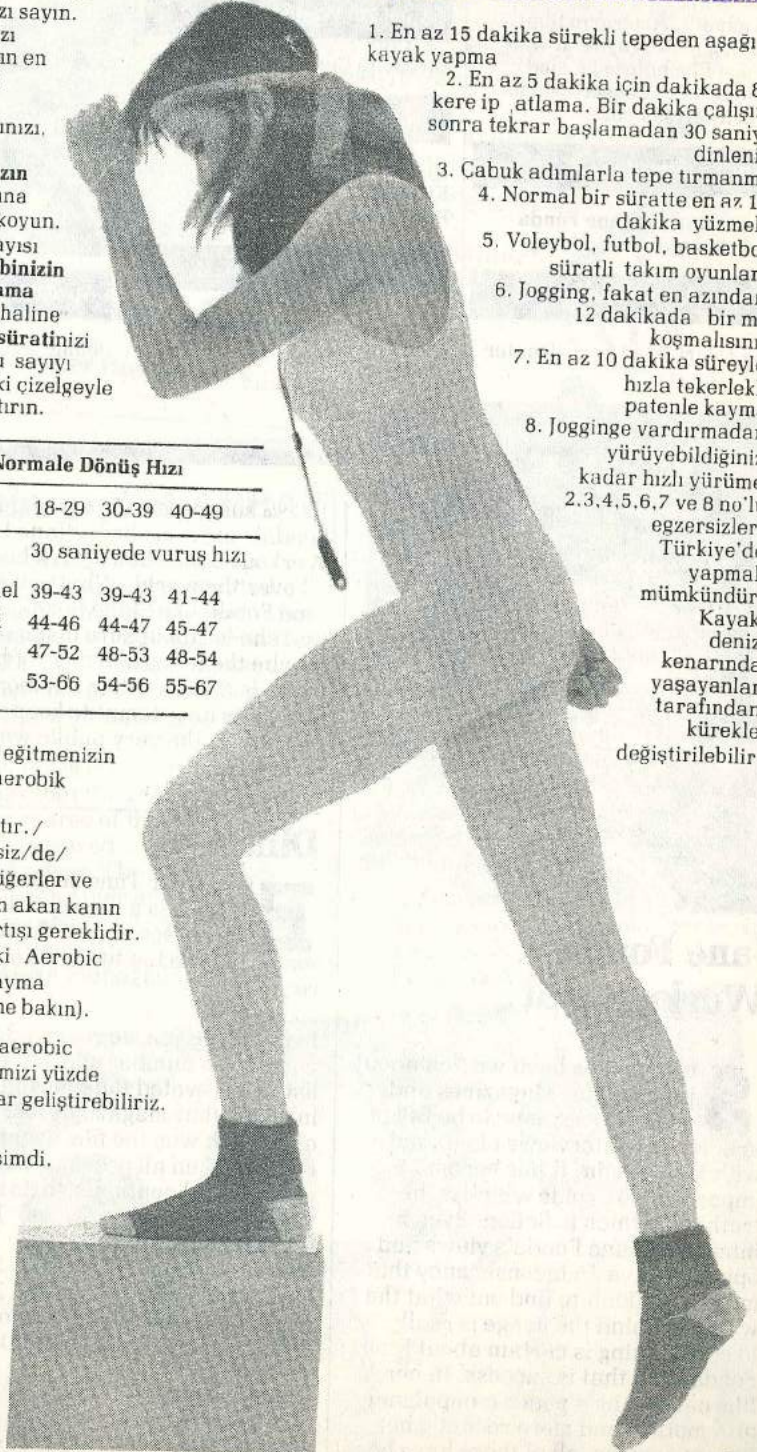 zı sayın.
zı
ın en
ınızı,
zın
na
koyun.
ayısı
binizin
ama
haline
süratinizi
u sayıyı
ki çizelgeyle
tırın.
Normale Dönüş Hızı
18-29 30-39 40-49
30 saniyede vuruş hızı
el 39-43 39-43 41-44
44-46 44-47 45-47
47-52 48-53 48-54
53-66 54-56 55-67
eğitmenizin
aerobik
tır. /
siz/de/
iğerler ve
n akan kanın
rtışı gereklidir.
ki Aerobic
ayma
ne bakın).
aerobic
mizi yüzde
ar geliştirebiliriz.
şimdi.
1. En az 15 dakika sürekli tepeden aşağı
kayak yapma
2. En az 5 dakika için dakikada 8
kere ip atlama. Bir dakika çalışı
sonra tekrar başlamadan 30 saniy
dinleni
3. Cabuk adımlarla tepe tırmanm
4. Normal bir süratte en az 1
dakika yüzmel
5. Voleybol, futbol, basketbo
süratli takım oyunlar
6. Jogging, fakat en azından
12 dakikada bir m
koşmalısını
7. En az 10 dakika süreyle
hızla tekerlekl
patenle kayma
8. Jogginge vardırmadan
yürüyebildiğiniz
kadar hızlı yürüme
2,3,4,5,6,7 ve 8 no'lu
egzersizler
Türkiye'de
yapmak
mümkündür.
Kayak,
deniz
kenarında
yaşayanlar
tarafından
kürekle
değiştirilebilir.